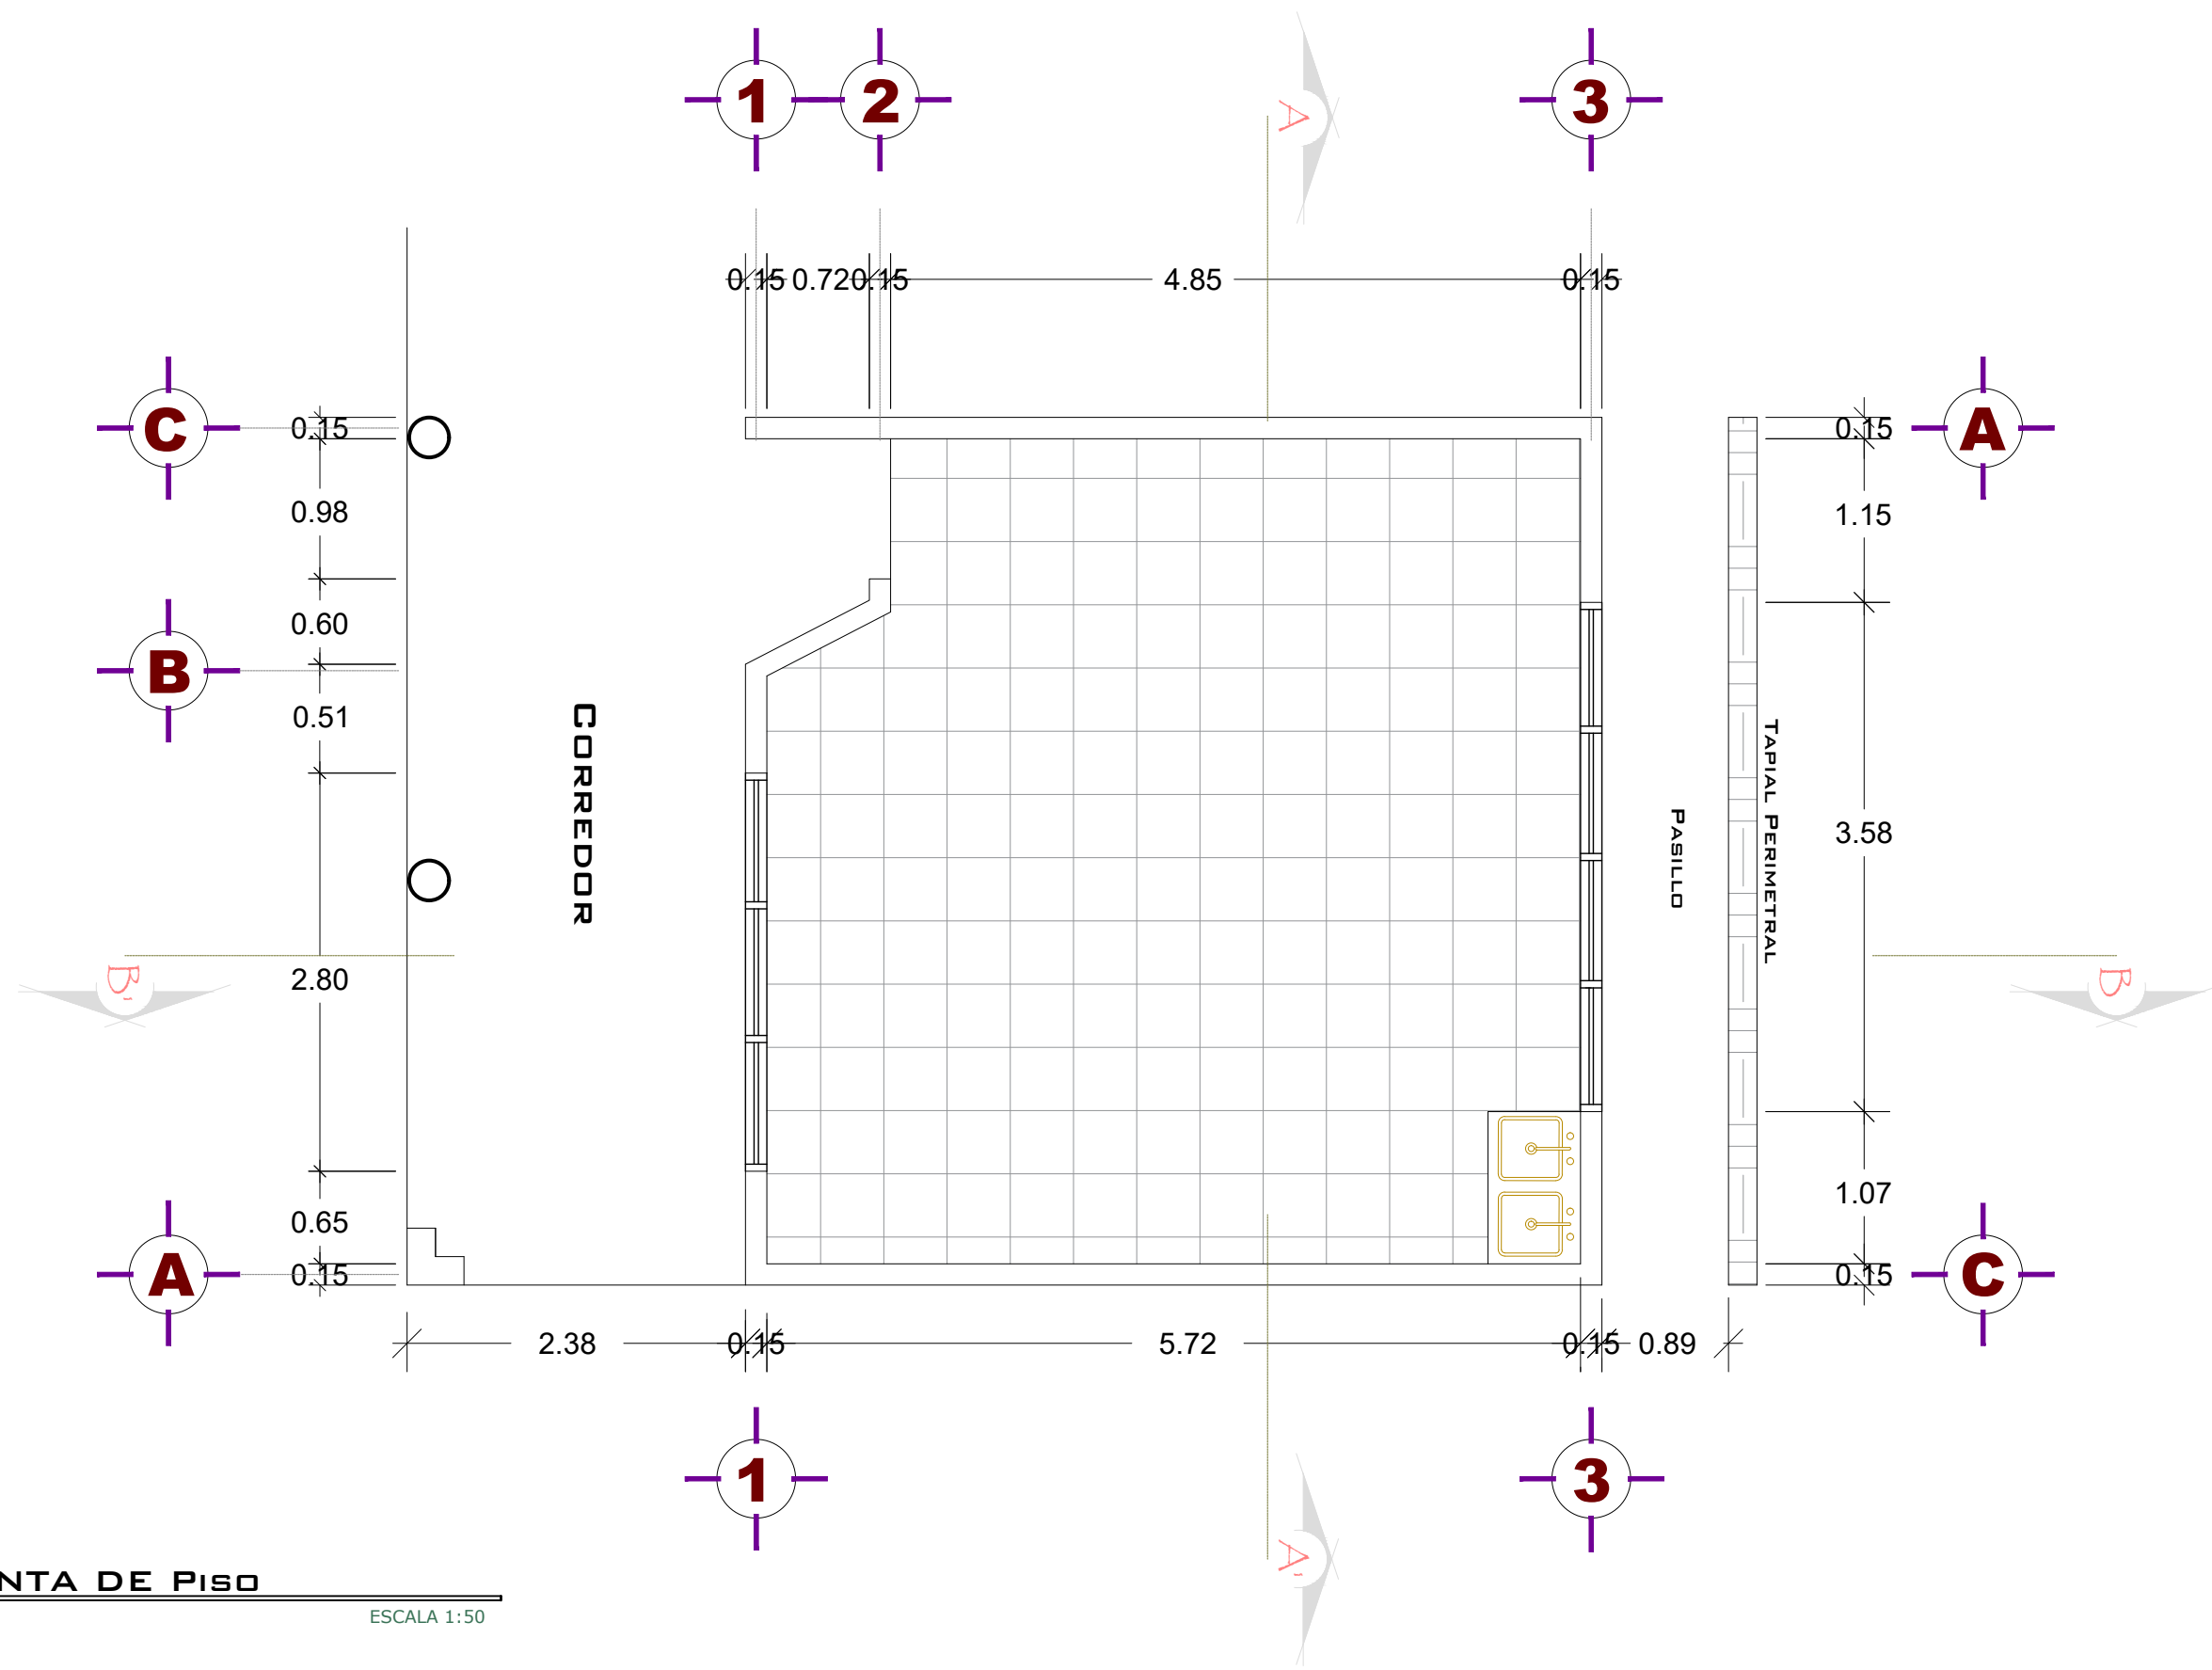 1 2 3
A
0.15 0.72 0.15 4.85 0.15
C 0.15 0.15 A
0.98 1.15
0.60
B
0.51
CORREDOR
TAPIAL PERIMETRAL
PASILLO
3.58
B'
2.80
B
0.65 1.07
A 0.15 0.15 C
2.38 0.15 5.72 0.15 0.89
1 3
A'
NTA DE PISO
ESCALA 1:50